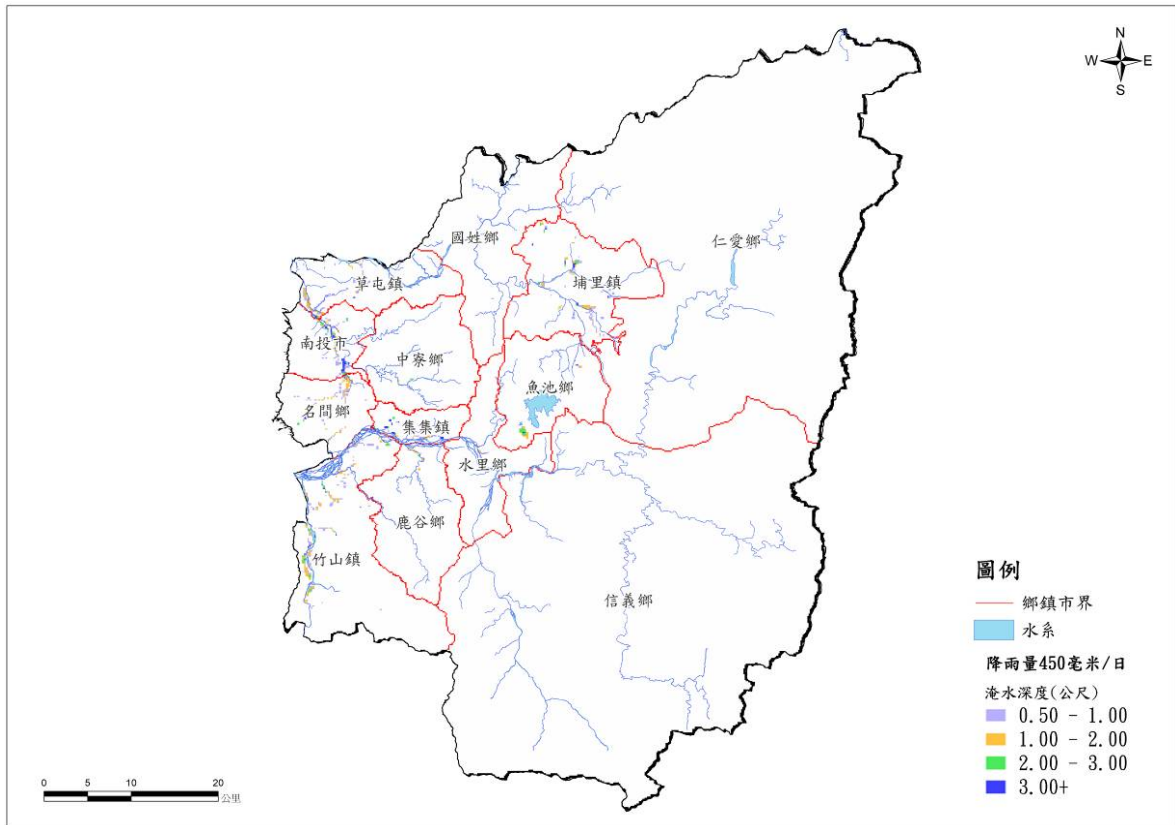 N
W E
S
國姓鄉
仁愛鄉
草屯鎮
埔里鎮
南投市
中寮鄉
魚池鄉
名間鄉
集集鎮
水里鄉
鹿谷鄉
竹山鎮
信義鄉
圖例
鄉鎮市界
水系
降雨量450毫米/日
淹水深度(公尺)
0.50 - 1.00
1.00 - 2.00
2.00 - 3.00
3.00+
0 5 10 20
公里